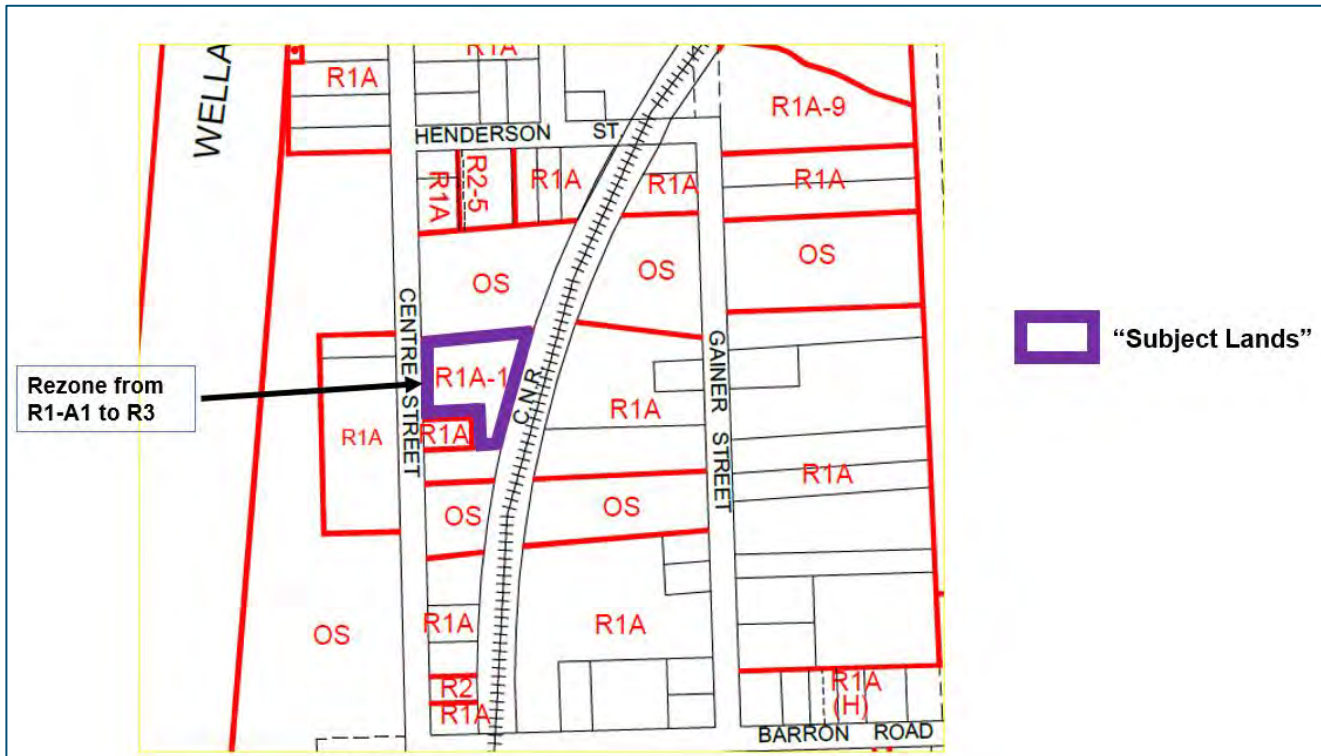 R1A
R1A
WELLA
R1A-9
HENDERSON ST.
R1A
R2-5
R1A
R1A
R1A
OS
OS
OS
CENTRE STREET
GAINER STREET
"Subject Lands"
Rezone from
R1-A1 to R3
R1A-1
C.N.R.
R1A
R1A
R1A
R1A
OS
OS
OS
R1A
R1A
R2
R1A
R1A
(H)
BARRON ROAD